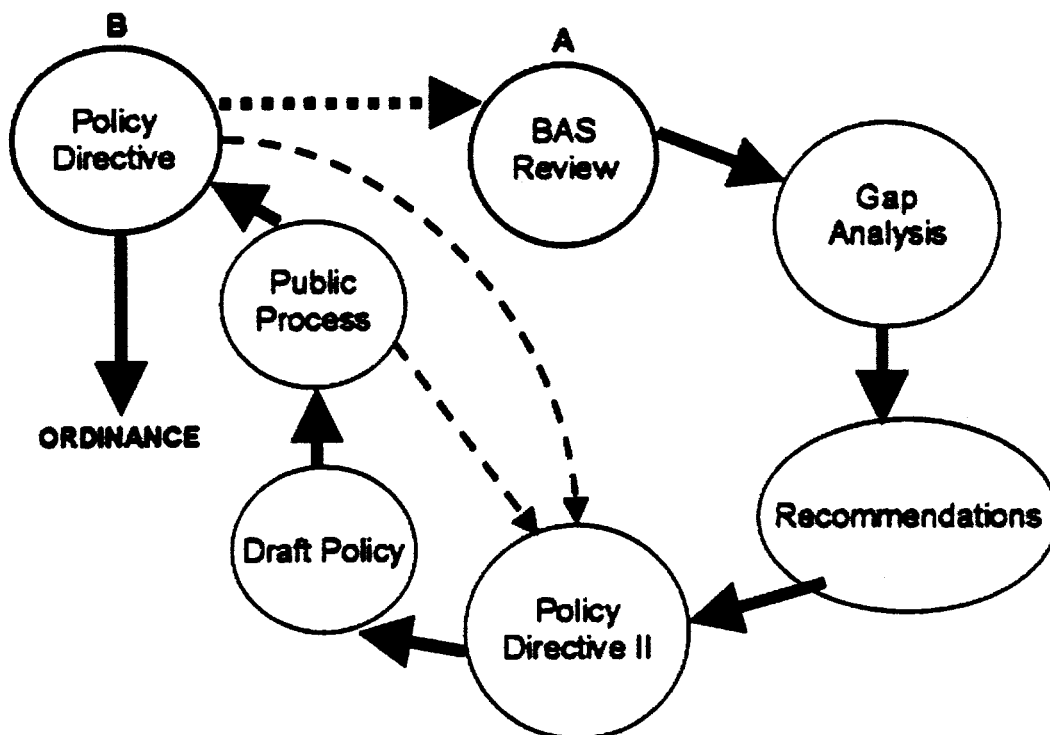 B
Policy
Directive
A
BAS
Review
Gap
Analysis
Public
Process
ORDINANCE
Recommendations
Draft Policy
Policy
Directive II